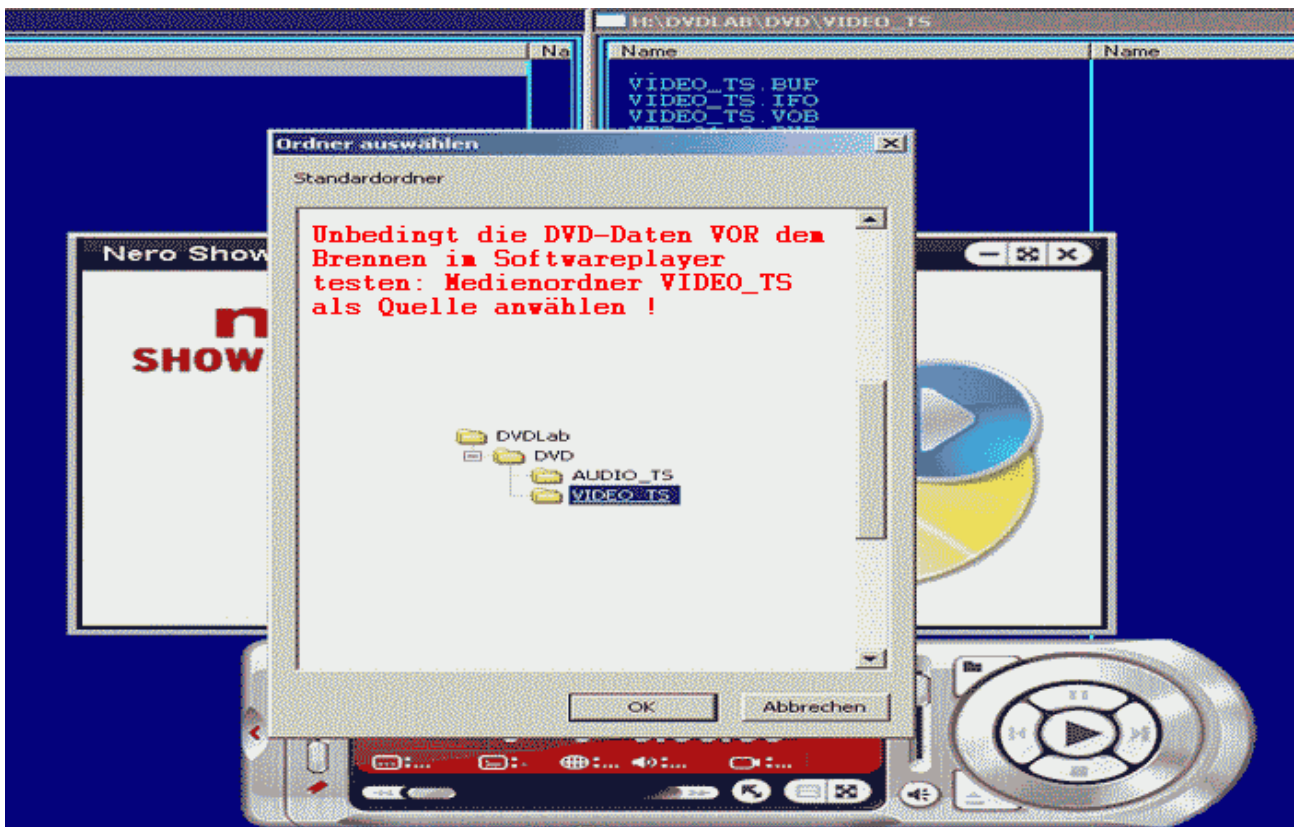 H:\DVDLAB\DVD\VIDEO_TS
Na
Name
Name
VIDEO_TS.BUP
VIDEO_TS.IFO
VIDEO_TS.VOB
Ordner auswählen
Standardordner
Unbedingt die DVD-Daten VOR dem
Brennen im Softwareplayer
testen: Medienordner VIDEO_TS
als Quelle anwählen !
Nero Show
n
SHOW
DVDLab
DVD
AUDIO_TS
VIDEO_TS
OK
Abbrechen